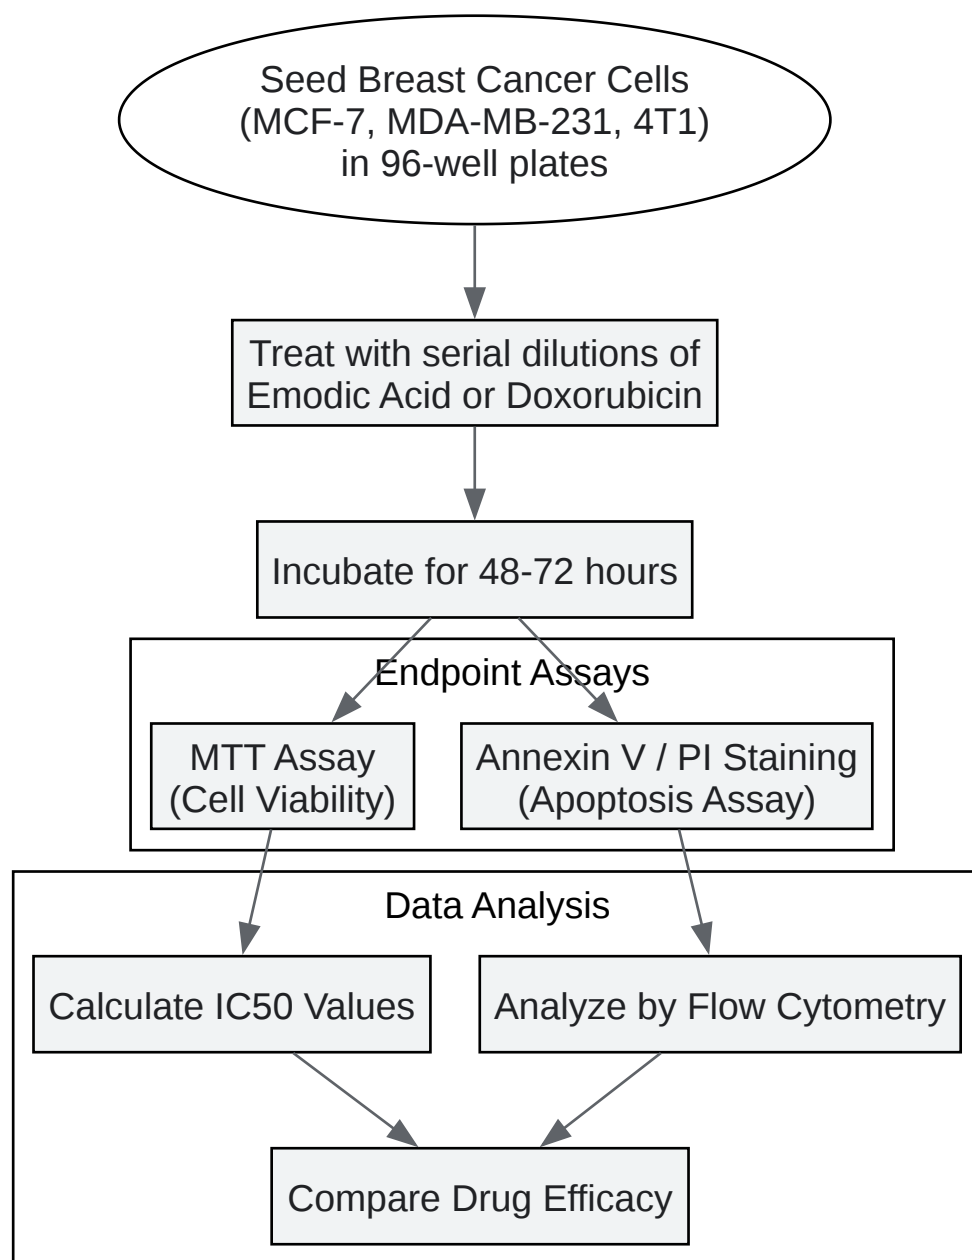 Seed Breast Cancer Cells
(MCF-7, MDA-MB-231, 4T1)
in 96-well plates
Treat with serial dilutions of
Emodic Acid or Doxorubicin
Incubate for 48-72 hours
Endpoint Assays
MTT Assay
(Cell Viability)
Annexin V / PI Staining
(Apoptosis Assay)
Data Analysis
Calculate IC50 Values
Analyze by Flow Cytometry
Compare Drug Efficacy